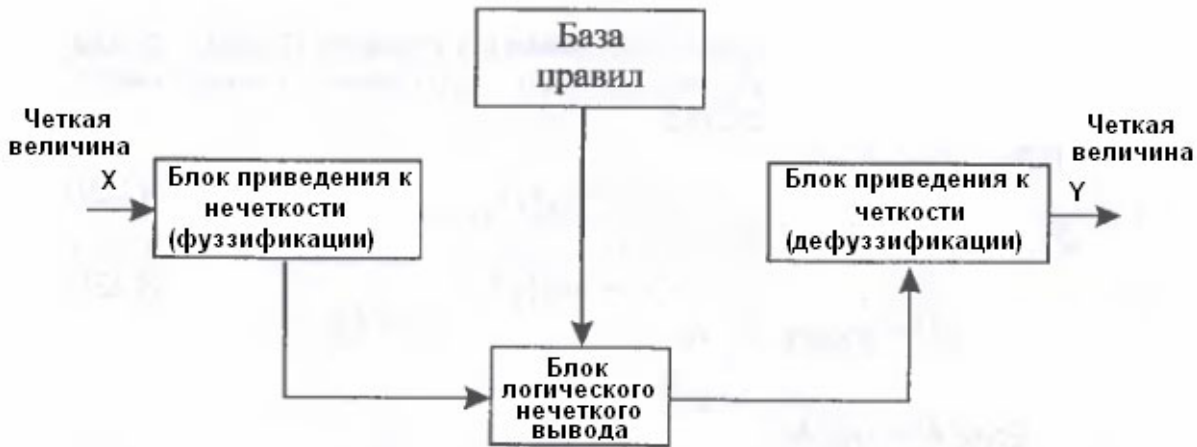 База
правил
Четкая
величина
X
Блок приведения к
нечеткости
(фуззификации)
Блок приведения к
четкости
(дефуззификации)
Четкая
величина
Y
Блок
логического
нечеткого
вывода